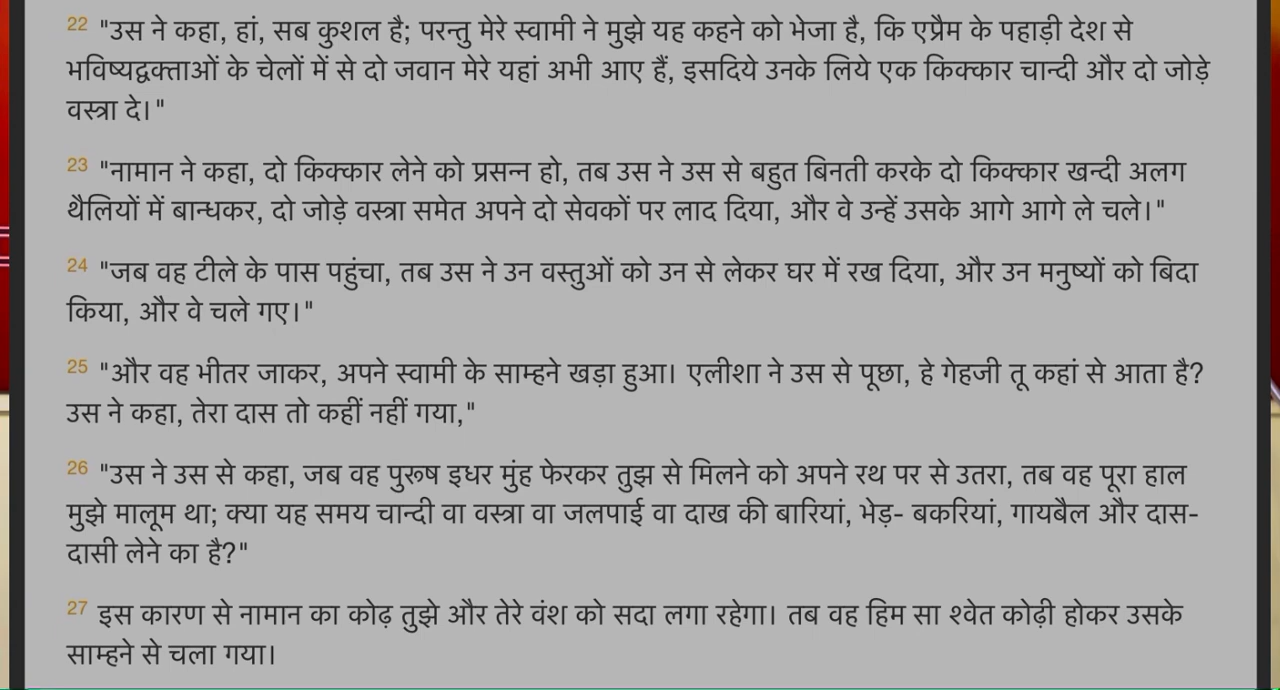 22 "उस ने कहा, हां, सब कुशल है; परन्तु मेरे स्वामी ने मुझे यह कहने को भेजा है, कि एप्रैम के पहाड़ी देश से
भविष्यद्वक्ताओं के चेलों में से दो जवान मेरे यहां अभी आए हैं, इसदिये उनके लिये एक किक्कार चान्दी और दो जोड़े
वस्त्रा दे।"
23 "नामान ने कहा, दो किक्कार लेने को प्रसन्न हो, तब उस ने उस से बहुत बिनती करके दो किक्कार खन्दी अलग
थैलियों में बान्धकर, दो जोड़े वस्त्रा समेत अपने दो सेवकों पर लाद दिया, और वे उन्हें उसके आगे आगे ले चले।"
24 "जब वह टीले के पास पहुंचा, तब उस ने उन वस्तुओं को उन से लेकर घर में रख दिया, और उन मनुष्यों को बिदा
किया, और वे चले गए।"
25 "और वह भीतर जाकर, अपने स्वामी के साम्हने खड़ा हुआ। एलीशा ने उस से पूछा, हे गेहजी तू कहां से आता है?
उस ने कहा, तेरा दास तो कहीं नहीं गया,"
26 "उस ने उस से कहा, जब वह पुरूष इधर मुंह फेरकर तुझ से मिलने को अपने रथ पर से उतरा, तब वह पूरा हाल
मुझे मालूम था; क्या यह समय चान्दी वा वस्त्रा वा जलपाई वा दाख की बारियां, भेड़- बकरियां, गायबैल और दास-
दासी लेने का है?"
27 इस कारण से नामान का कोढ़ तुझे और तेरे वंश को सदा लगा रहेगा। तब वह हिम सा श्वेत कोढ़ी होकर उसके
साम्हने से चला गया।